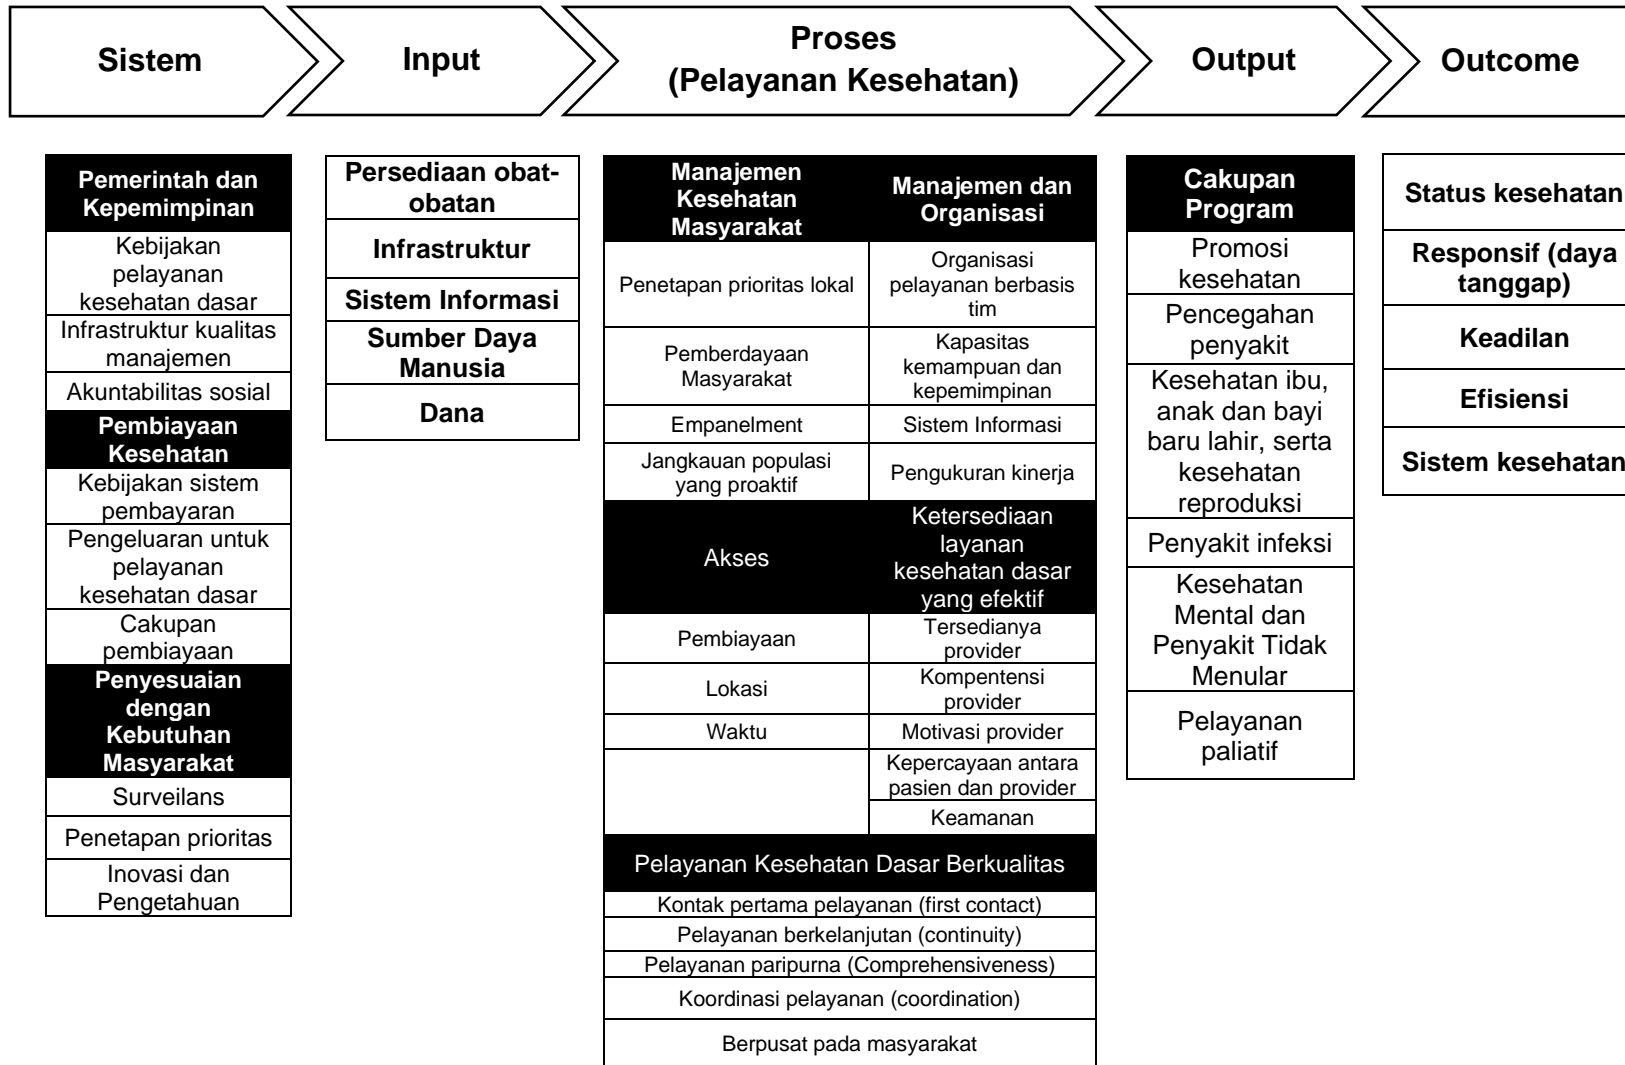 Sistem
Input
Proses
(Pelayanan Kesehatan)
Output
Outcome
Pemerintah dan
Kepemimpinan
Kebijakan
pelayanan
kesehatan dasar
Infrastruktur kualitas
manajemen
Akuntabilitas sosial
Pembiayaan
Kesehatan
Kebijakan sistem
pembayaran
Pengeluaran untuk
pelayanan
kesehatan dasar
Cakupan
pembiayaan
Penyesuaian
dengan
Kebutuhan
Masyarakat
Surveilans
Penetapan prioritas
Inovasi dan
Pengetahuan
Persediaan obat-
obatan
Infrastruktur
Sistem Informasi
Sumber Daya
Manusia
Dana
Manajemen
Kesehatan
Masyarakat
Manajemen dan
Organisasi
Penetapan prioritas lokal
Organisasi
pelayanan berbasis
tim
Pemberdayaan
Masyarakat
Kapasitas
kemampuan dan
kepemimpinan
Empanelment
Sistem Informasi
Jangkauan populasi
yang proaktif
Pengukuran kinerja
Akses
Ketersediaan
layanan
kesehatan dasar
yang efektif
Pembiayaan
Tersedianya
provider
Lokasi
Kompentensi
provider
Waktu
Motivasi provider
Kepercayaan antara
pasien dan provider
Keamanan
Pelayanan Kesehatan Dasar Berkualitas
Kontak pertama pelayanan (first contact)
Pelayanan berkelanjutan (continuity)
Pelayanan paripurna (Comprehensiveness)
Koordinasi pelayanan (coordination)
Berpusat pada masyarakat
Cakupan
Program
Promosi
kesehatan
Pencegahan
penyakit
Kesehatan ibu,
anak dan bayi
baru lahir, serta
kesehatan
reproduksi
Penyakit infeksi
Kesehatan
Mental dan
Penyakit Tidak
Menular
Pelayanan
paliatif
Status kesehatan
Responsif (daya
tanggap)
Keadilan
Efisiensi
Sistem kesehatan